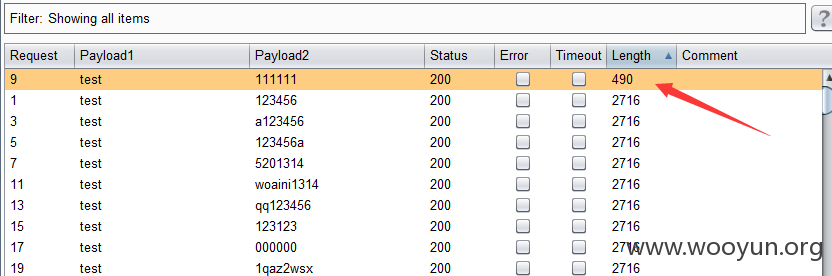 Filter: Showing all items
?
Request Payload1 Payload2 Status Error Timeout Length Comment
9 test 111111 200 490
1 test 123456 200 2716
3 test a123456 200 2716
5 test 123456a 200 2716
7 test 5201314 200 2716
11 test woaini1314 200 2716
13 test qq123456 200 2716
15 test 123123 200 2716
17 test 000000 200 2716
www.wooyun.org
19 test 1qaz2wsx 200 2716